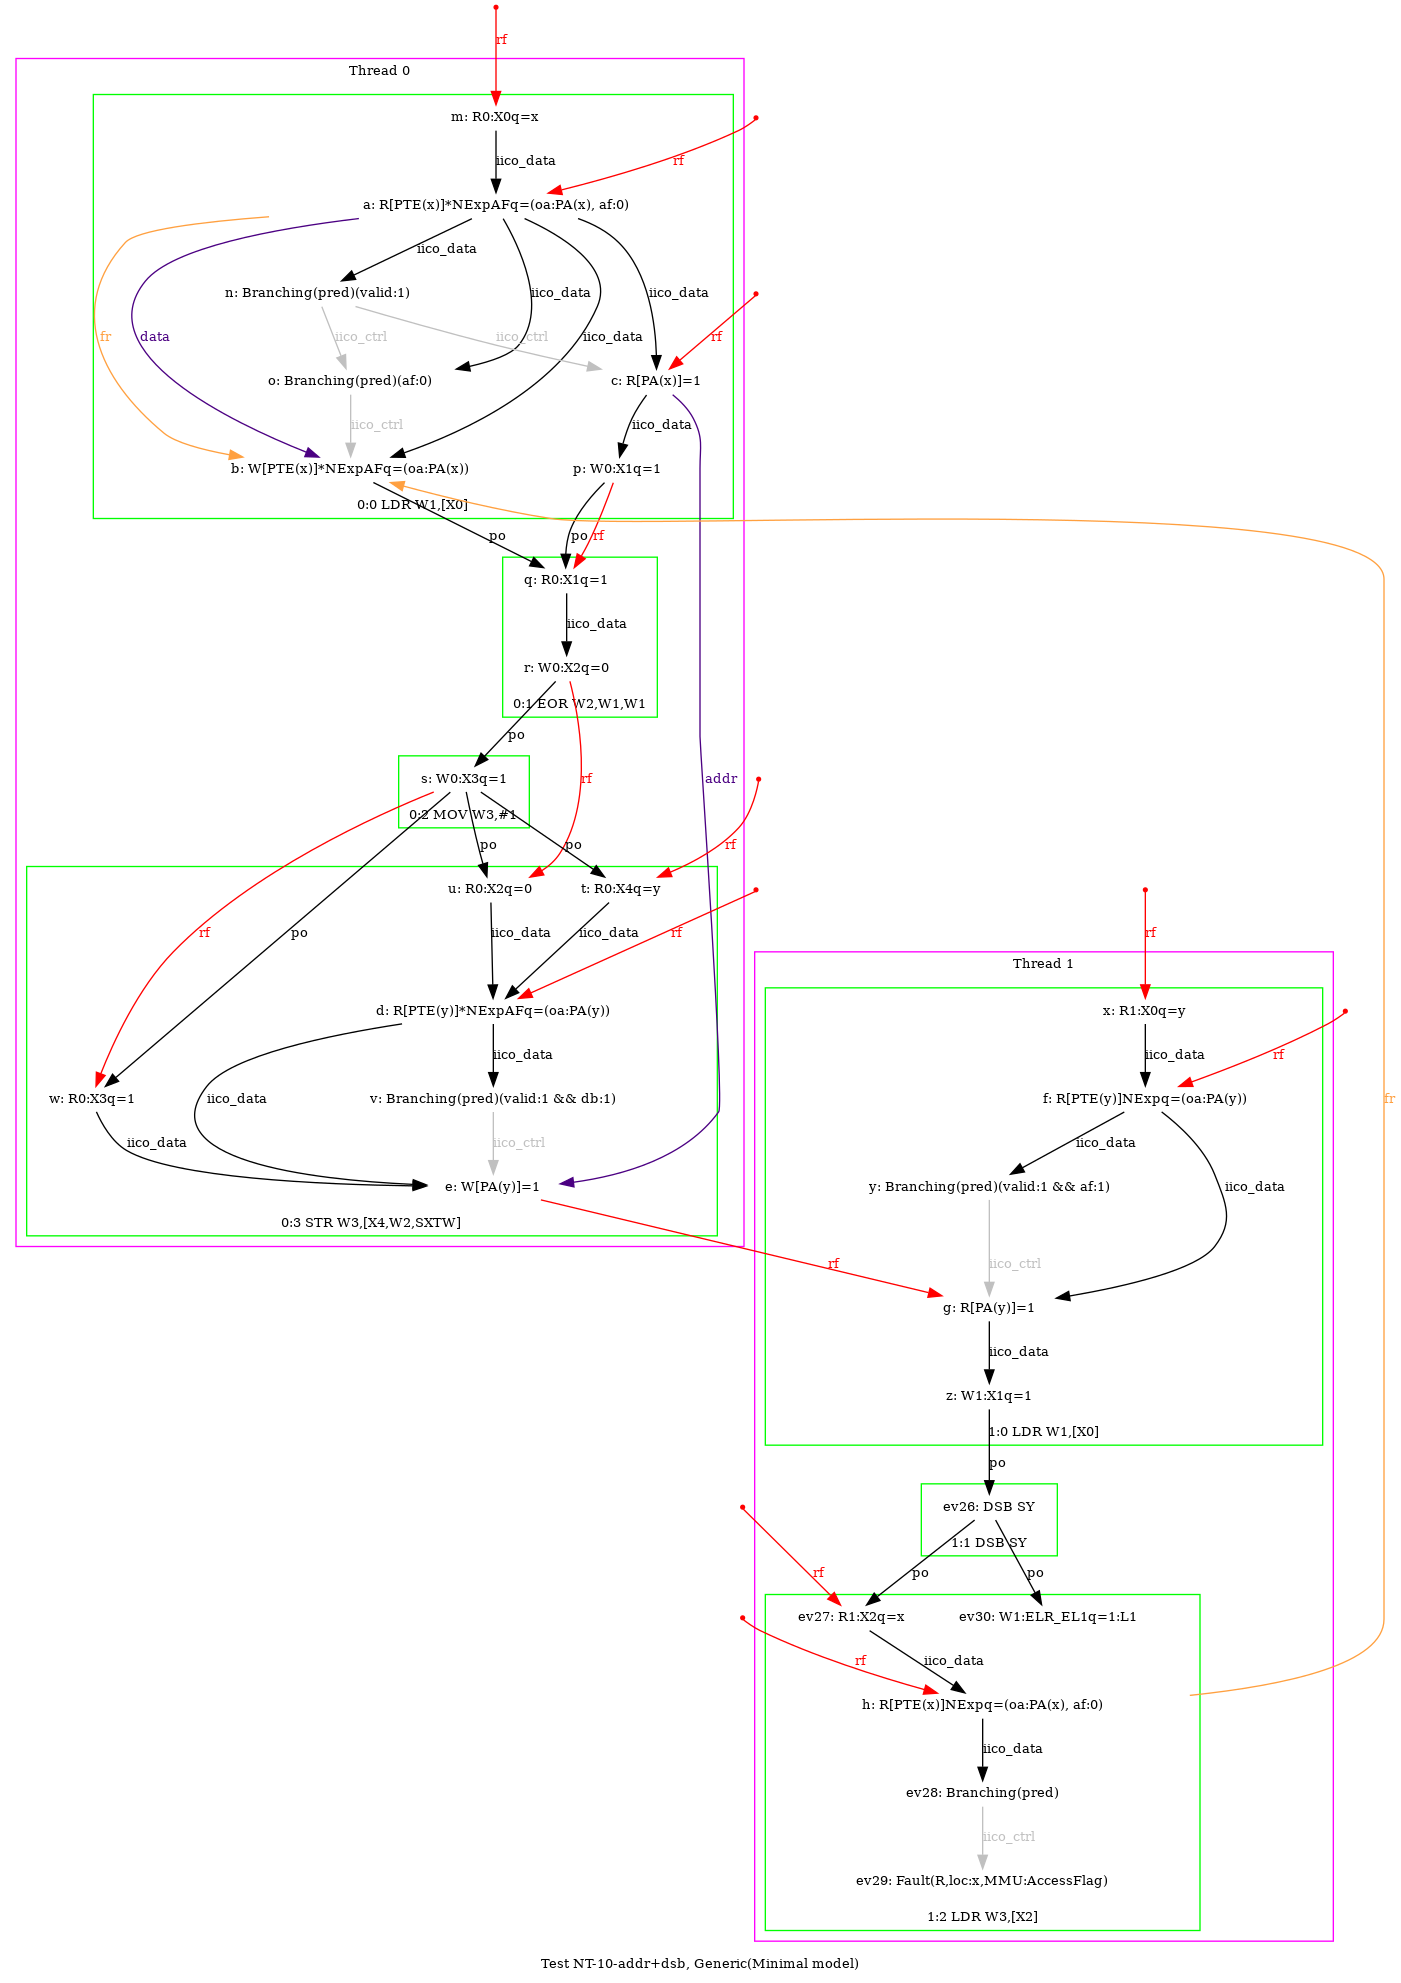 rf
Thread 0
m: R0:X0q=x
iico_data
rf
a: R[PTE(x)]*NExpAFq=(oa:PA(x), af:0)
iico_data
n: Branching(pred)(valid:1)
iico_data
iico_data
fr
data
iico_ctrl
iico_ctrl
iico_data
rf
o: Branching(pred)(af:0)
c: R[PA(x)]=1
iico_ctrl
iico_data
b: W[PTE(x)]*NExpAFq=(oa:PA(x))
p: W0:X1q=1
0:0 LDR W1,[X0]
po
po
rf
q: R0:X1q=1
iico_data
r: W0:X2q=0
0:1 EOR W2,W1,W1
po
s: W0:X3q=1
rf
addr
0:2 MOV W3,#1
po
po
rf
u: R0:X2q=0
t: R0:X4q=y
rf
po
iico_data
iico_data
rf
rf
Thread 1
d: R[PTE(y)]*NExpAFq=(oa:PA(y))
x: R1:X0q=y
iico_data
iico_data
rf
w: R0:X3q=1
iico_data
v: Branching(pred)(valid:1 && db:1)
f: R[PTE(y)]NExpq=(oa:PA(y))
fr
iico_data
iico_ctrl
iico_data
e: W[PA(y)]=1
y: Branching(pred)(valid:1 && af:1)
iico_data
0:3 STR W3,[X4,W2,SXTW]
rf
iico_ctrl
g: R[PA(y)]=1
iico_data
z: W1:X1q=1
1:0 LDR W1,[X0]
po
ev26: DSB SY
1:1 DSB SY
rf
po
po
ev27: R1:X2q=x
ev30: W1:ELR_EL1q=1:L1
rf
iico_data
h: R[PTE(x)]NExpq=(oa:PA(x), af:0)
iico_data
ev28: Branching(pred)
iico_ctrl
ev29: Fault(R,loc:x,MMU:AccessFlag)
1:2 LDR W3,[X2]
Test NT-10-addr+dsb, Generic(Minimal model)